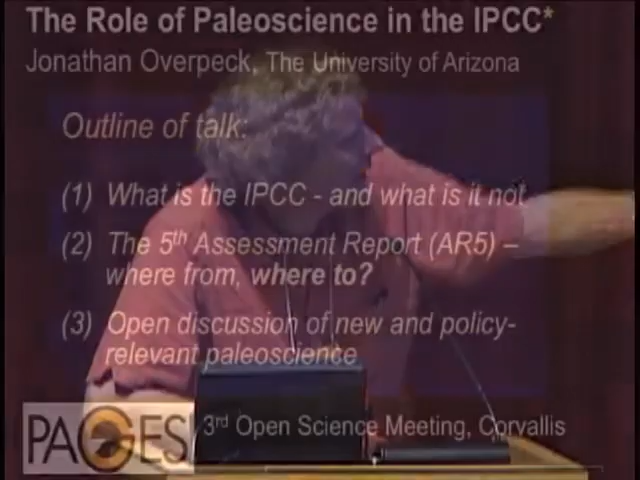 The Role of Paleoscience in the IPCC*
Jonathan Overpeck, The University of Arizona
Outline of talk:
(1) What is the IPCC - and what is it not
(2) The 5th Assessment Report (AR5) –
where from, where to?
(3) Open discussion of new and policy-
relevant paleoscience
PAGES 3rd Open Science Meeting, Corvallis